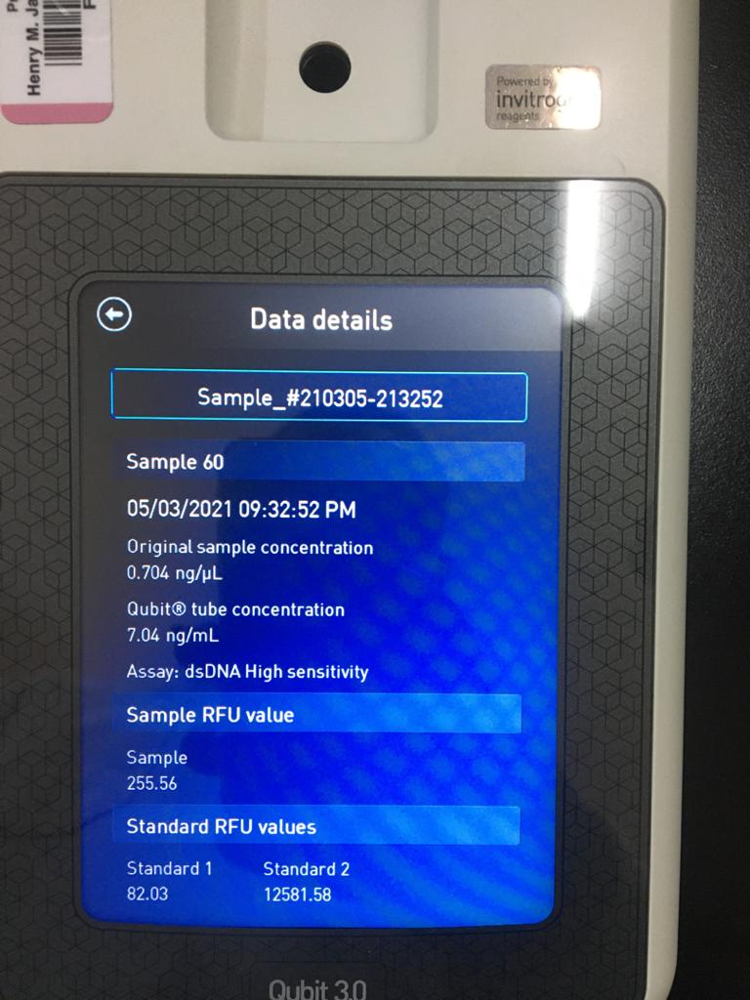 Henry M. Ja
Powered by
invitrog
reagents
Data details
Sample_#210305-213252
Sample 60
05/03/2021 09:32:52 PM
Original sample concentration
0.704 ng/µL
Qubit® tube concentration
7.04 ng/mL
Assay: dsDNA High sensitivity
Sample RFU value
Sample
255.56
Standard RFU values
Standard 1 Standard 2
82.03 12581.58
Qubit 3.0